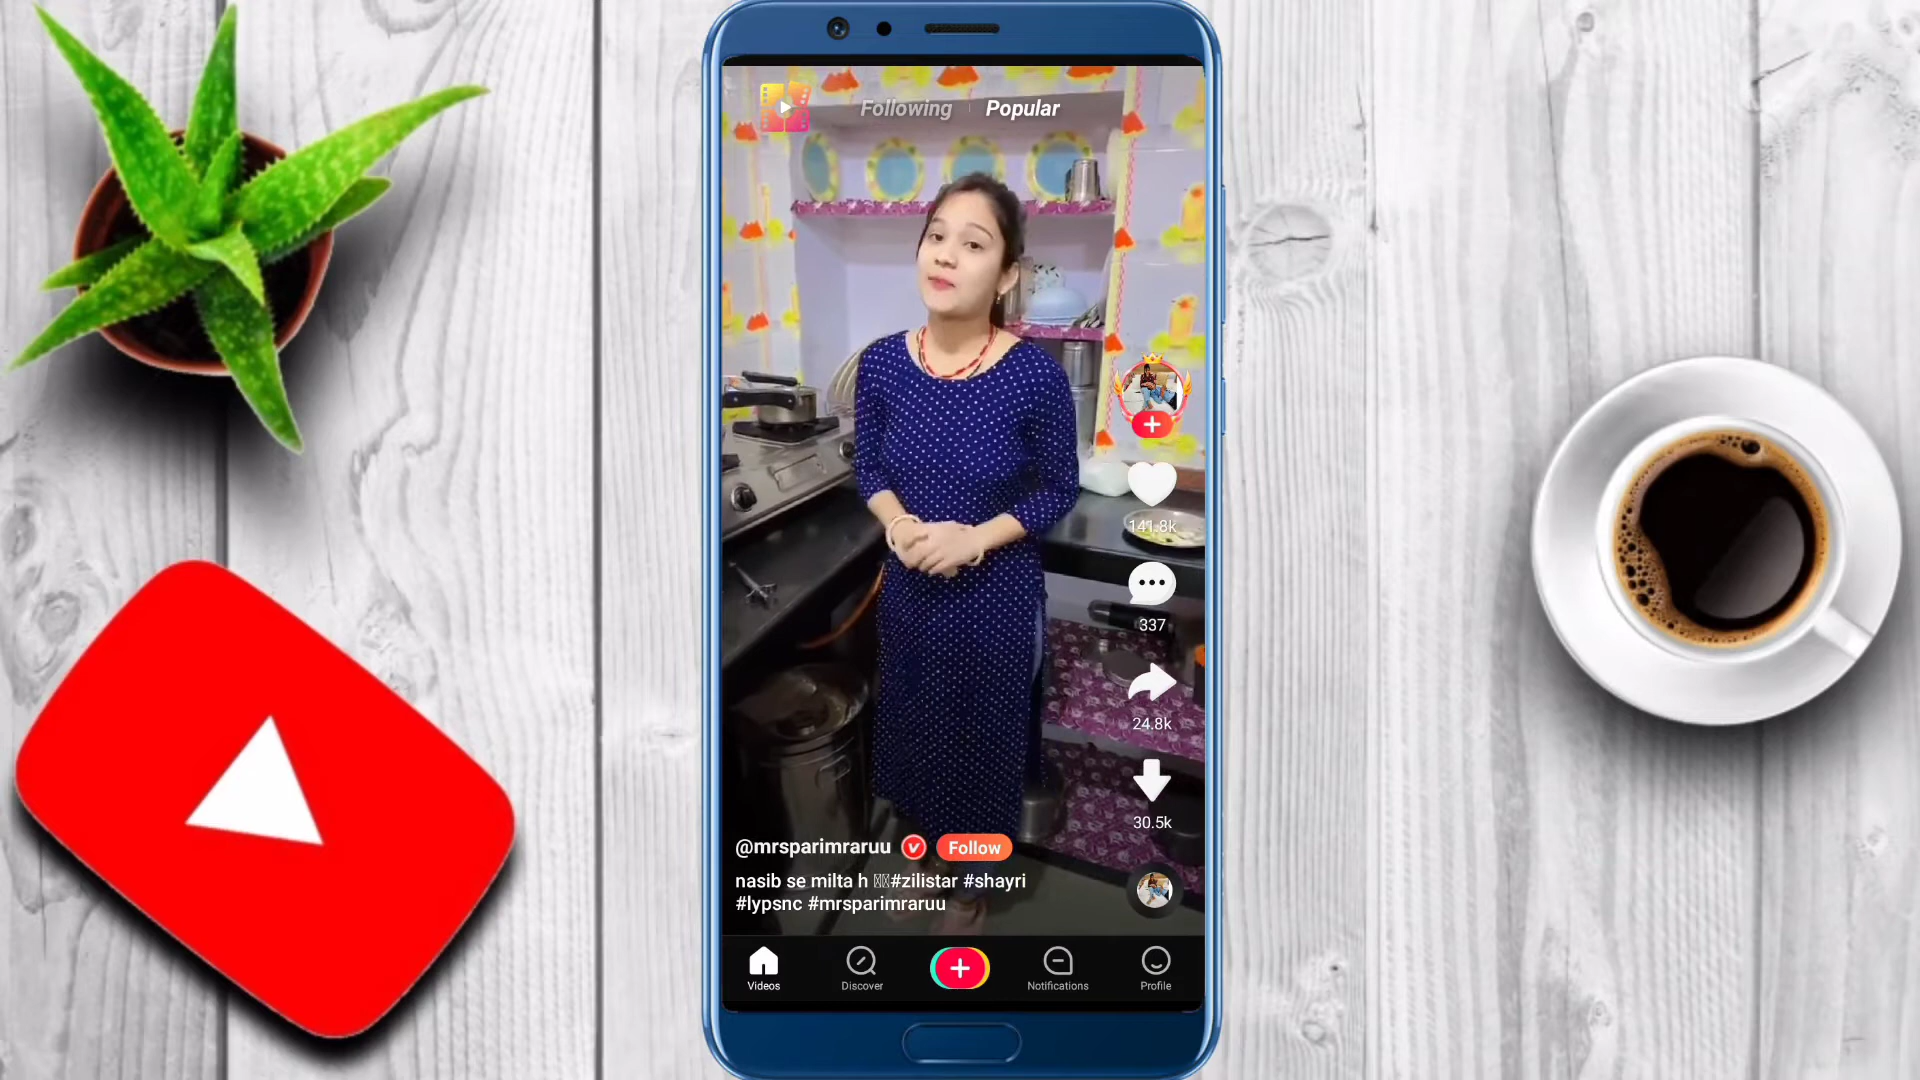 Following
Popular
141.8k
337
24.8k
30.5k
@mrsparimraruu
Follow
nasib se milta h #zilistar #shayri
#lypsnc #mrsparimraruu
Videos
Discover
Notifications
Profile